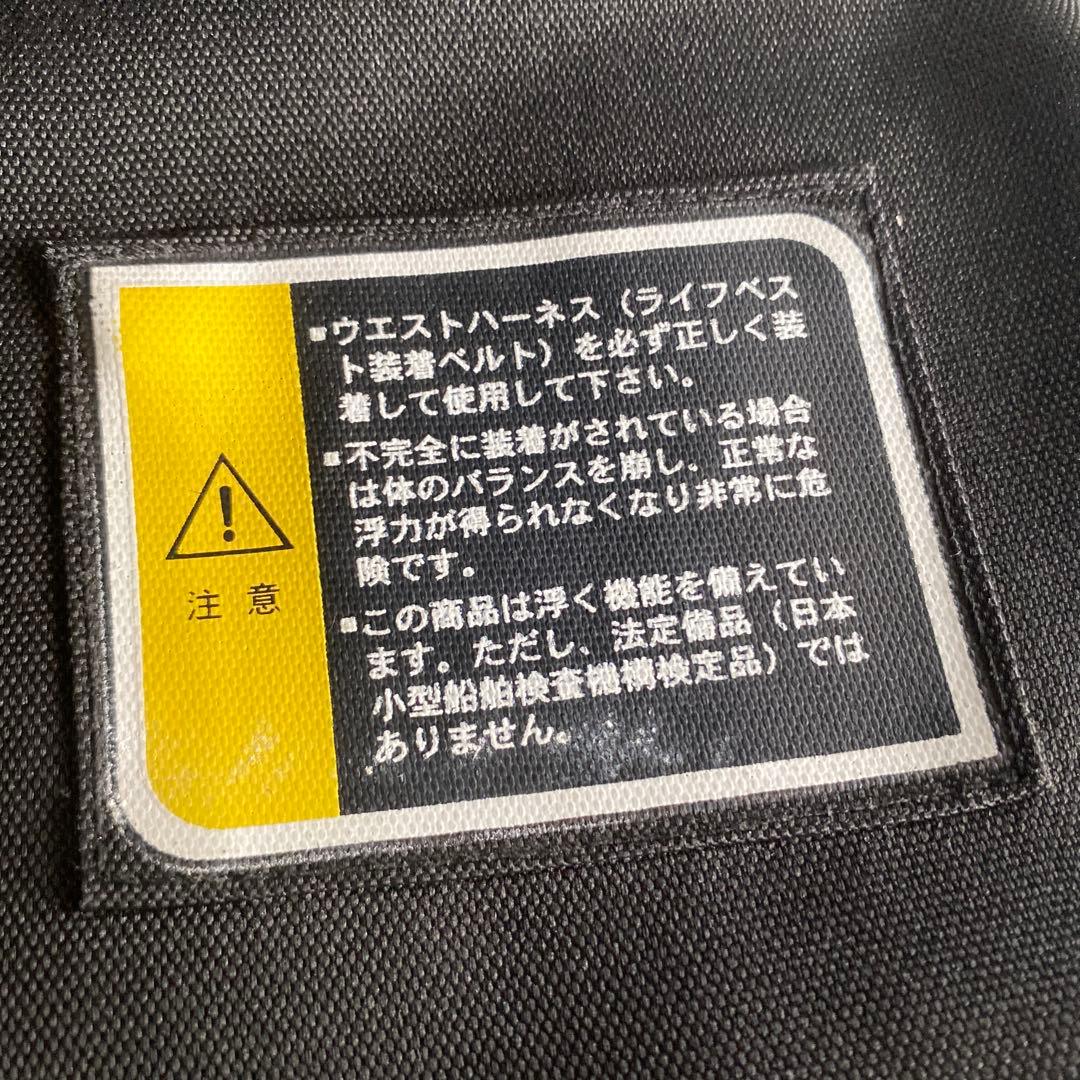 注意
■ウエストハーネス（ライフベス
ト装着ベルト）を必ず正しく装
着して使用して下さい。
■不完全に装着がされている場合
は体のバランスを崩し、正常な
浮力が得られなくなり非常に危
険です。
■この商品は浮く機能を備えてい
ます。ただし、法定備品（日本
小型船舶検査機構検定品）では
ありません。